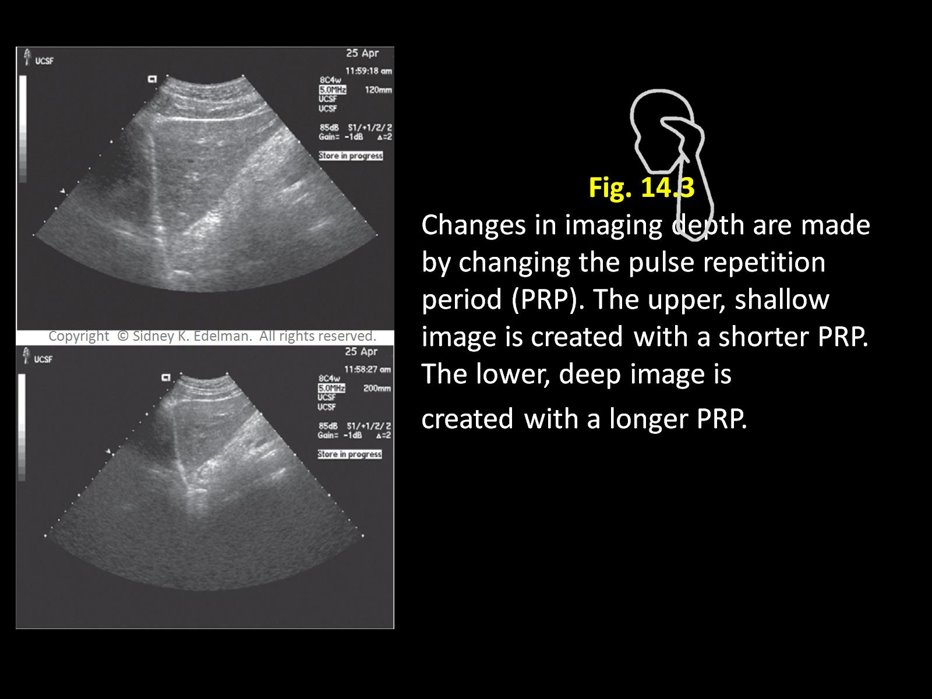 25 Apr
UCSF
11:59:18 am
8C4w
5.0MHz 120mm
UCSF
UCSF
85dB S1/+1/2/2
Gain= -1dB Δ=2
Store in progress
Copyright © Sidney K. Edelman. All rights reserved.
25 Apr
UCSF
11:58:27 am
8C4w
5.0MHz 200mm
UCSF
UCSF
85dB S1/+1/2/2
Gain= -1dB Δ=2
Store in progress
Fig. 14.3
Changes in imaging depth are made
by changing the pulse repetition
period (PRP). The upper, shallow
image is created with a shorter PRP.
The lower, deep image is
created with a longer PRP.